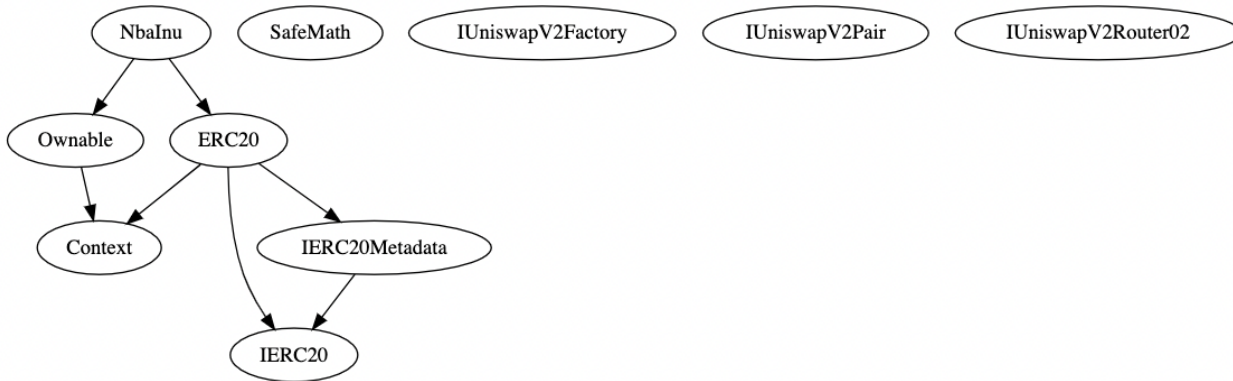 NbaInu
SafeMath
IUniswapV2Factory
IUniswapV2Pair
IUniswapV2Router02
Ownable
ERC20
Context
IERC20Metadata
IERC20